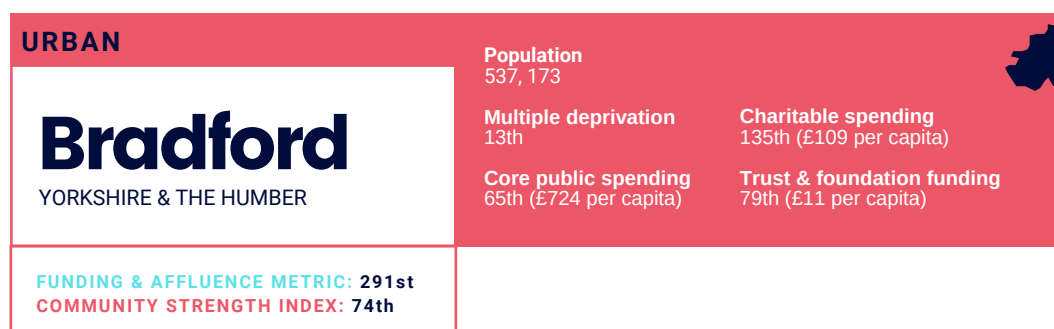 URBAN
Bradford
YORKSHIRE & THE HUMBER
Population
537, 173
Multiple deprivation
13th
Charitable spending
135th (£109 per capita)
Core public spending
65th (£724 per capita)
Trust & foundation funding
79th (£11 per capita)
FUNDING & AFFLUENCE METRIC: 291st
COMMUNITY STRENGTH INDEX: 74th